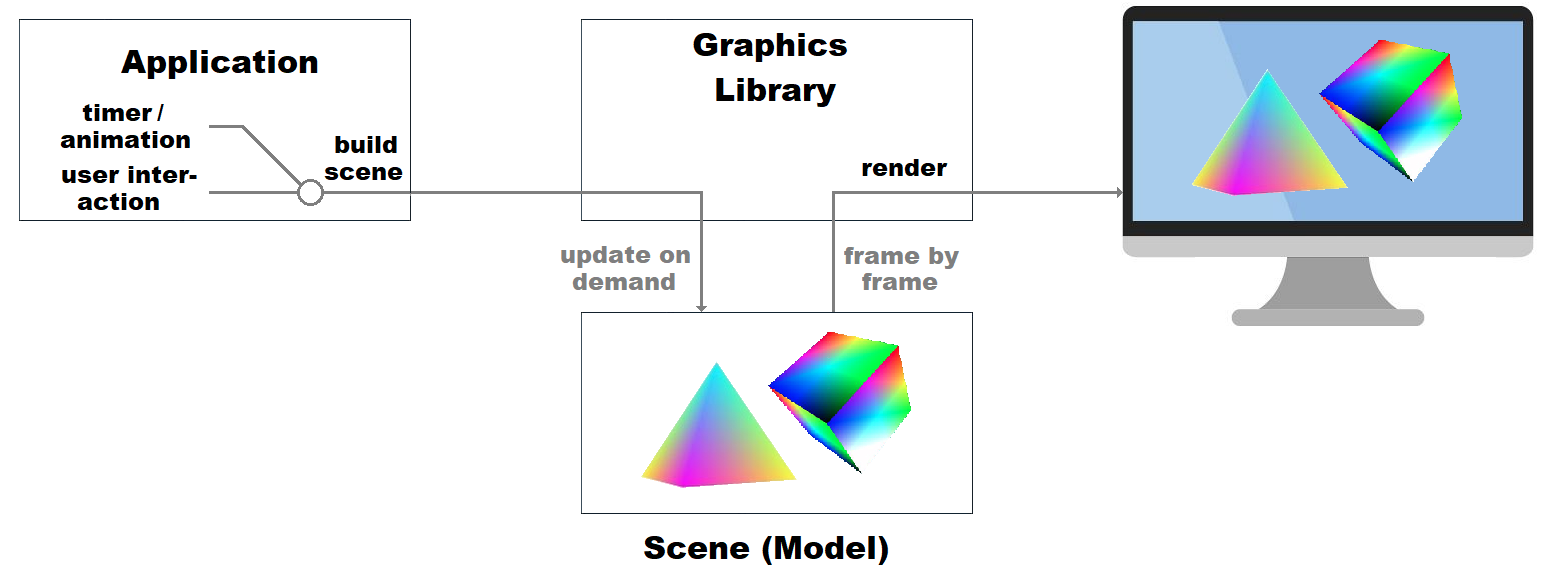 Application
timer /
animation
user inter-
action
build
scene
Graphics
Library
render
update on
demand
frame by
frame
Scene (Model)